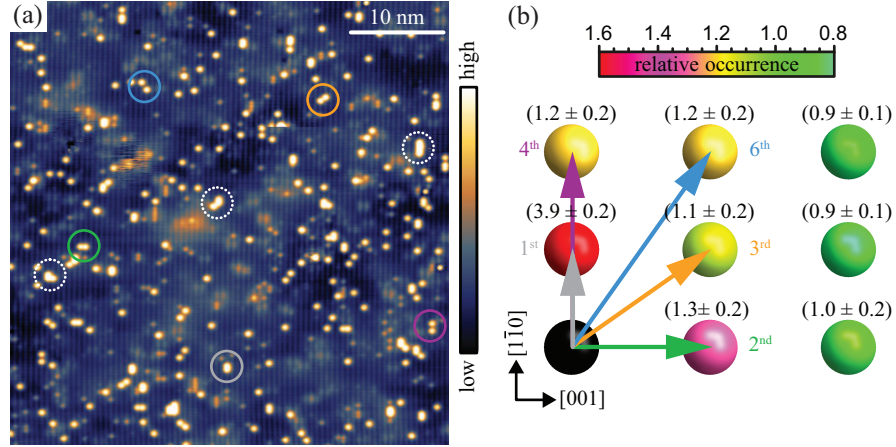 (a)
10 nm
high
low
(b)
1.6 1.4 1.2 1.0 0.8
relative occurrence
(1.2 ± 0.2) (1.2 ± 0.2) (0.9 ± 0.1)
4th 6th
(3.9 ± 0.2) (1.1 ± 0.2) (0.9 ± 0.1)
1st 3rd
(1.3± 0.2) (1.0 ± 0.2)
2nd
[11̄0]
[001]